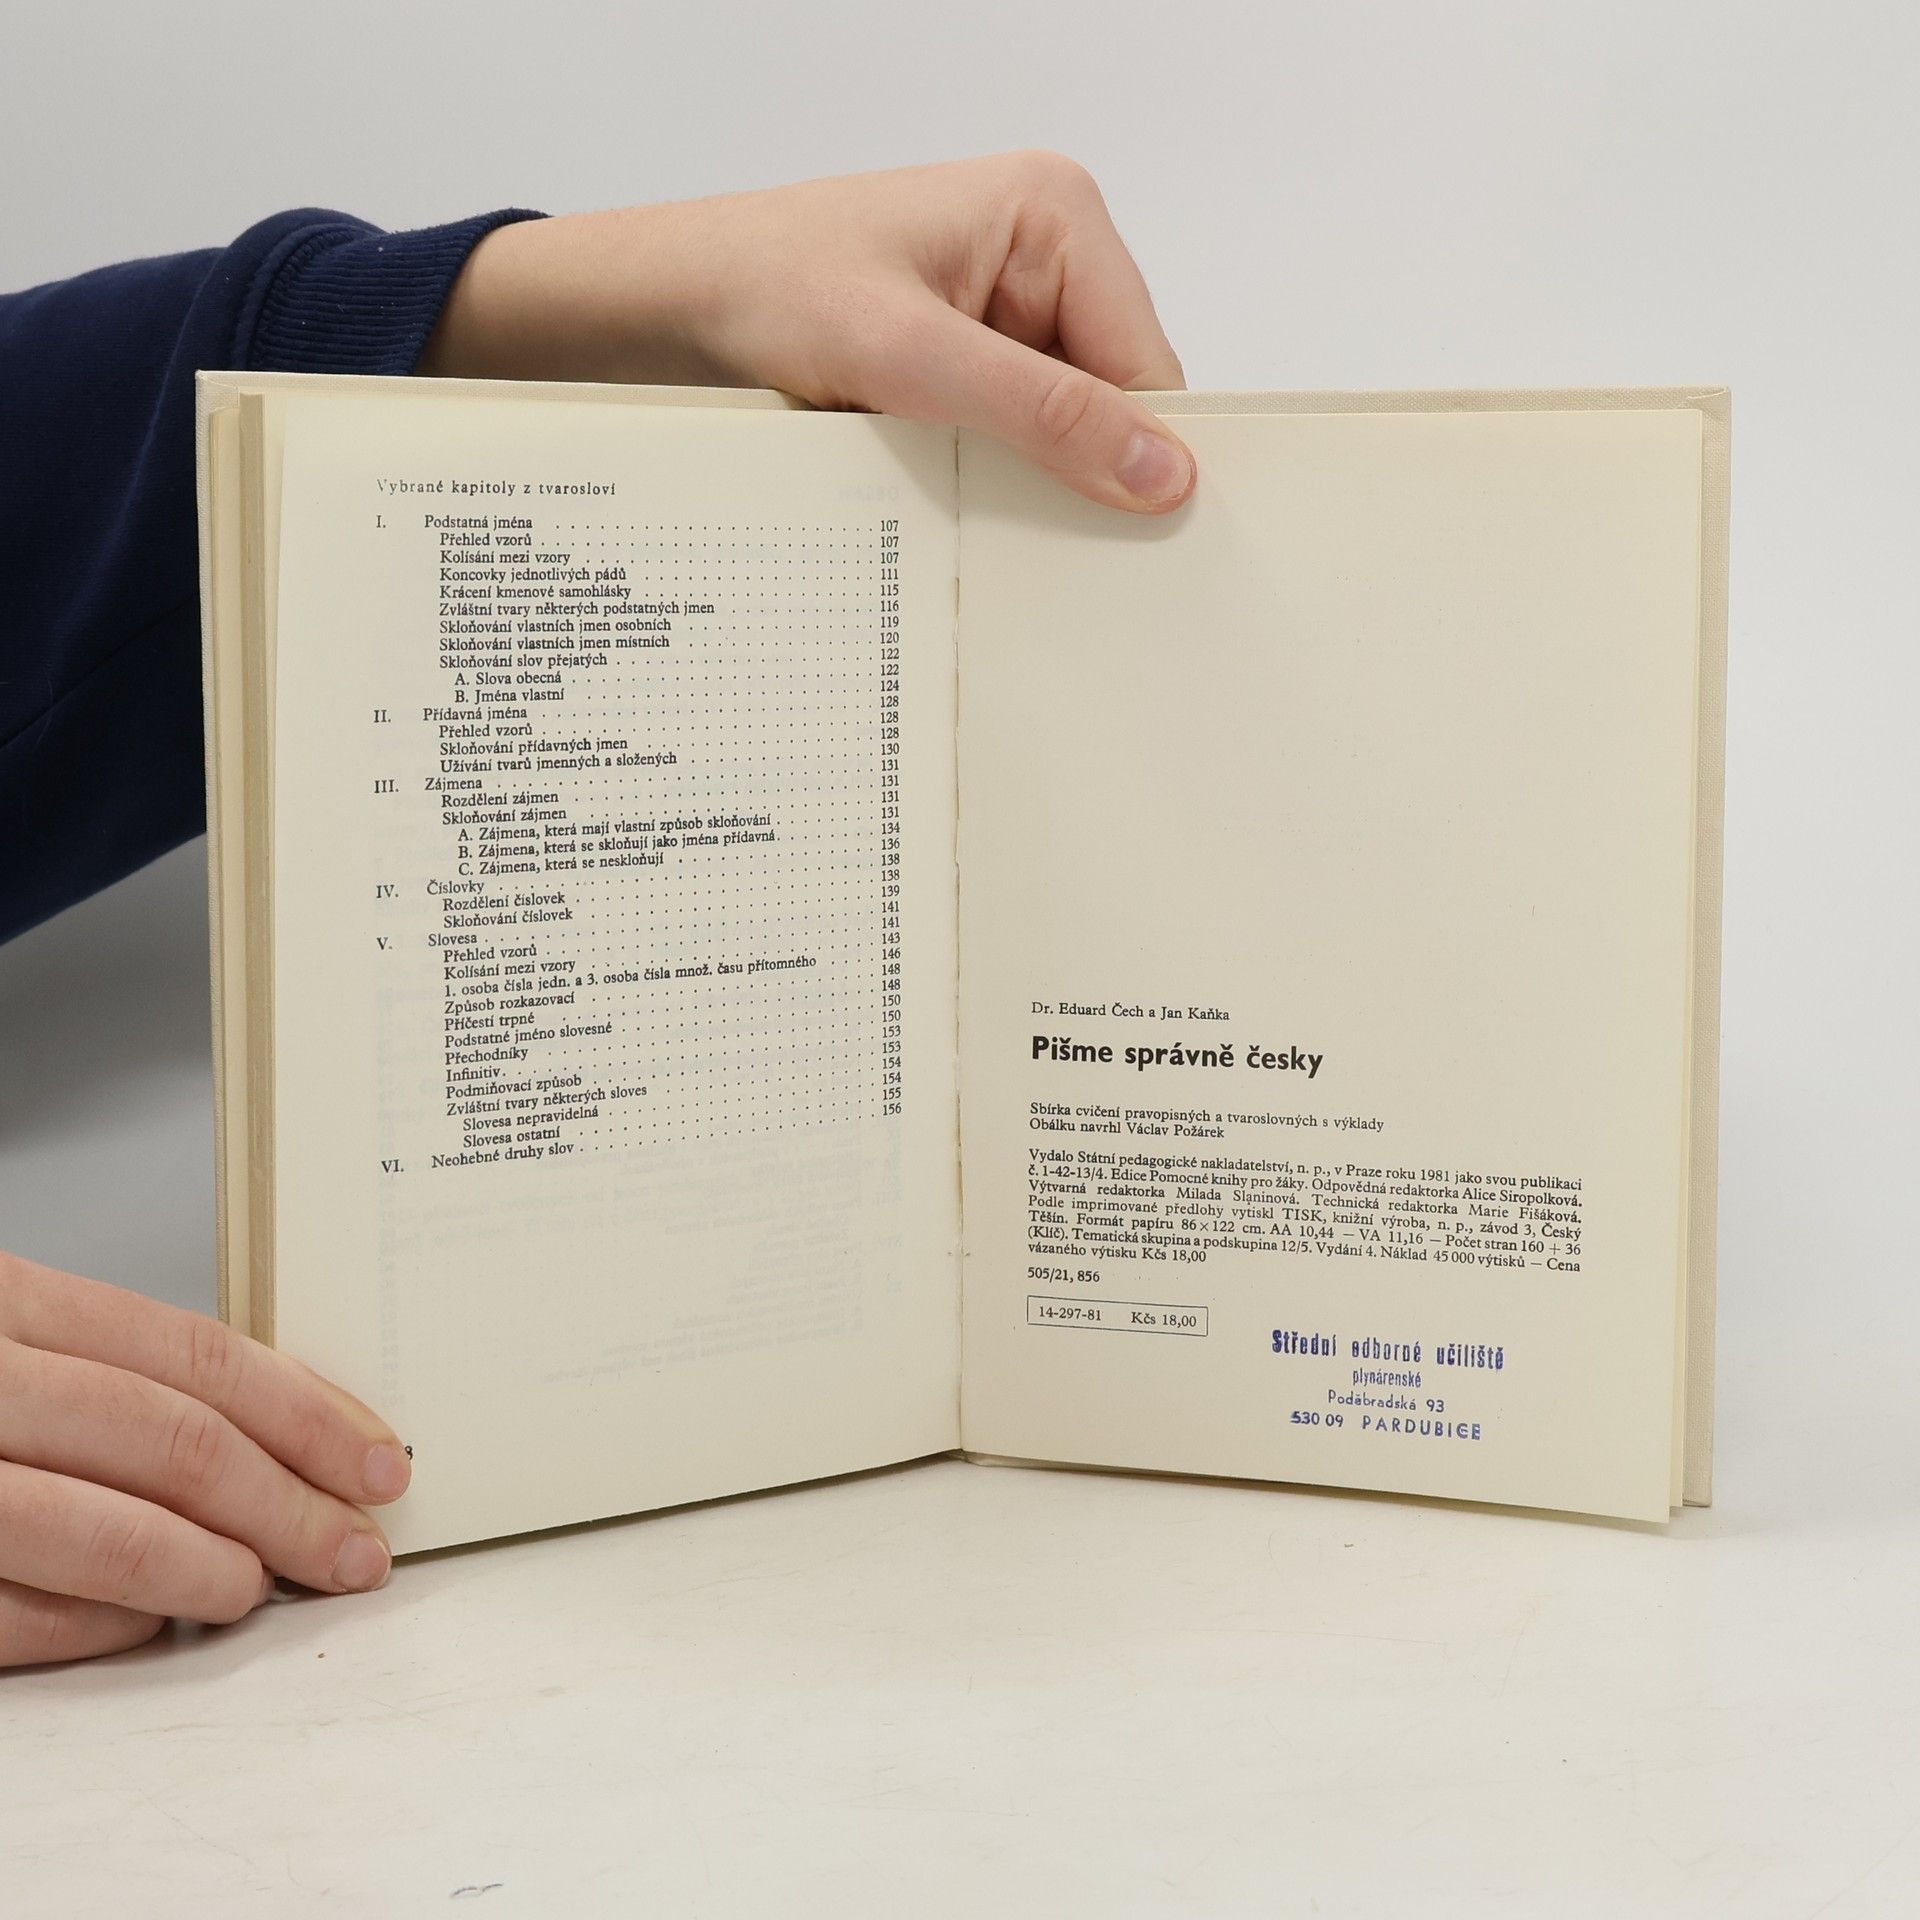 Vybrané kapitoly z tvarosloví
I. Podstatná jména . . . . . . . . . . 107
Přehled vzorů . . . . . . . . . . 107
Kolísání mezi vzory . . . . . . . . . . 107
Koncovky jednotlivých pádů . . . . . . . . . . 111
Krácení kmenové samohlásky . . . . . . . . . . 115
Zvláštní tvary některých podstatných jmen . . . . . . . . . . 116
Skloňování vlastních jmen osobních . . . . . . . . . . 119
Skloňování vlastních jmen místních . . . . . . . . . . 120
Skloňování slov přejatých . . . . . . . . . . 122
A. Slova obecná . . . . . . . . . . 122
B. Jména vlastní . . . . . . . . . . 124
II. Přídavná jména . . . . . . . . . . 128
Přehled vzorů . . . . . . . . . . 128
Skloňování přídavných jmen . . . . . . . . . . 128
Užívání tvarů jmenných a složených . . . . . . . . . . 130
III. Zájmena . . . . . . . . . . 131
Rozdělení zájmen . . . . . . . . . . 131
Skloňování zájmen . . . . . . . . . . 131
A. Zájmena, která mají vlastní způsob skloňování . . . . . . . 131
B. Zájmena, která se skloňují jako jména přídavná . . . . . . . 134
C. Zájmena, která se neskloňují . . . . . . . . . . 136
IV. Číslovky . . . . . . . . . . 138
Rozdělení číslovek . . . . . . . . . . 138
Skloňování číslovek . . . . . . . . . . 139
V. Slovesa . . . . . . . . . . 141
Přehled vzorů . . . . . . . . . . 141
Kolísání mezi vzory . . . . . . . . . . 143
1. osoba čísla jedn. a 3. osoba čísla množ. času přítomného . . . . 146
Způsob rozkazovací . . . . . . . . . . 148
Příčestí trpné . . . . . . . . . . 148
Podstatné jméno slovesné . . . . . . . . . . 150
Přechodníky . . . . . . . . . . 150
Infinitiv . . . . . . . . . . 153
Podmiňovací způsob . . . . . . . . . . 153
Zvláštní tvary některých sloves . . . . . . . . . . 154
Slovesa nepravidelná . . . . . . . . . . 154
Slovesa ostatní . . . . . . . . . . 155
VI. Neohebné druhy slov . . . . . . . . . . 156
8
Dr. Eduard Čech a Jan Kaňka
Pišme správně česky
Sbírka cvičení pravopisných a tvaroslovných s výklady
Obálku navrhl Václav Požárek
Vydalo Státní pedagogické nakladatelství, n. p., v Praze roku 1981 jako svou publikaci
č. 1-42-13/4. Edice Pomocné knihy pro žáky. Odpovědná redaktorka Alice Siropolková.
Výtvarná redaktorka Milada Slaninová. Technická redaktorka Marie Fišáková.
Podle imprimované předlohy vytiskl TISK, knižní výroba, n. p., závod 3, Český
Těšín. Formát papíru 86 × 122 cm. AA 10,44 — VA 11,16 — Počet stran 160 + 36
(Klíč). Tematická skupina a podskupina 12/5. Vydání 4. Náklad 45 000 výtisků — Cena
vázaného výtisku Kčs 18,00
505/21, 856
14-297-81 Kčs 18,00
Střední odborné učiliště
plynárenské
Poděbradská 93
530 09 PARDUBICE